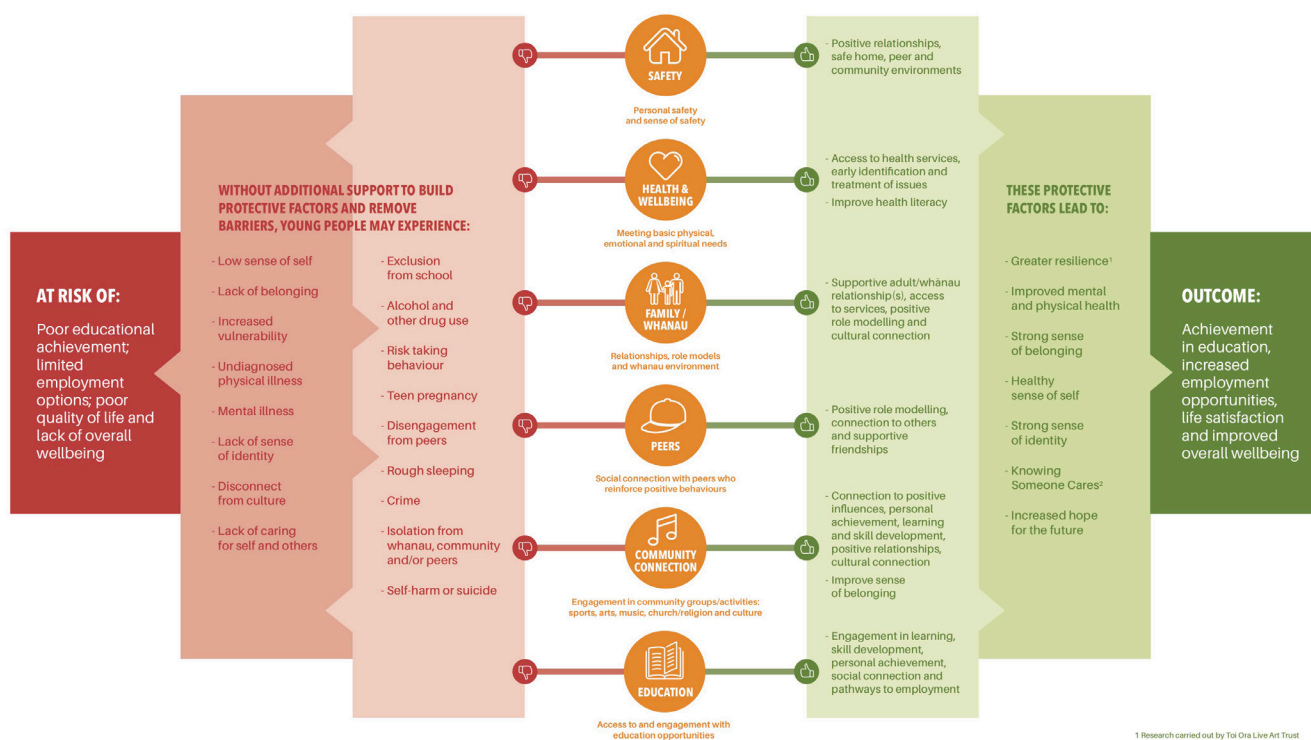 AT RISK OF:
Poor educational
achievement;
limited
employment
options; poor
quality of life and
lack of overall
wellbeing
WITHOUT ADDITIONAL SUPPORT TO BUILD
PROTECTIVE FACTORS AND REMOVE
BARRIERS, YOUNG PEOPLE MAY EXPERIENCE:
- Low sense of self
- Lack of belonging
- Increased
vulnerability
- Undiagnosed
physical illness
- Mental illness
- Lack of sense
of identity
- Disconnect
from culture
- Lack of caring
for self and others
- Exclusion
from school
- Alcohol and
other drug use
- Risk taking
behaviour
- Teen pregnancy
- Disengagement
from peers
- Rough sleeping
- Crime
- Isolation from
whanau, community
and/or peers
- Self-harm or suicide
SAFETY
Personal safety
and sense of safety
HEALTH &
WELLBEING
Meeting basic physical,
emotional and spiritual needs
FAMILY /
WHANAU
Relationships, role models
and whanau environment
PEERS
Social connection with peers who
reinforce positive behaviours
COMMUNITY
CONNECTION
Engagement in community groups/activities:
sports, arts, music, church/religion and culture
EDUCATION
Access to and engagement with
education opportunities
- Positive relationships,
safe home, peer and
community environments
- Access to health services,
early identification and
treatment of issues
- Improve health literacy
- Supportive adult/whānau
relationship(s), access
to services, positive
role modelling and
cultural connection
- Positive role modelling,
connection to others
and supportive
friendships
- Connection to positive
influences, personal
achievement, learning
and skill development,
positive relationships,
cultural connection
- Improve sense
of belonging
- Engagement in learning,
skill development,
personal achievement,
social connection and
pathways to employment
THESE PROTECTIVE
FACTORS LEAD TO:
- Greater resilience¹
- Improved mental
and physical health
- Strong sense
of belonging
- Healthy
sense of self
- Strong sense
of identity
- Knowing
Someone Cares²
- Increased hope
for the future
OUTCOME:
Achievement
in education,
increased
employment
opportunities,
life satisfaction
and improved
overall wellbeing
1 Research carried out by Toi Ora Live Art Trust